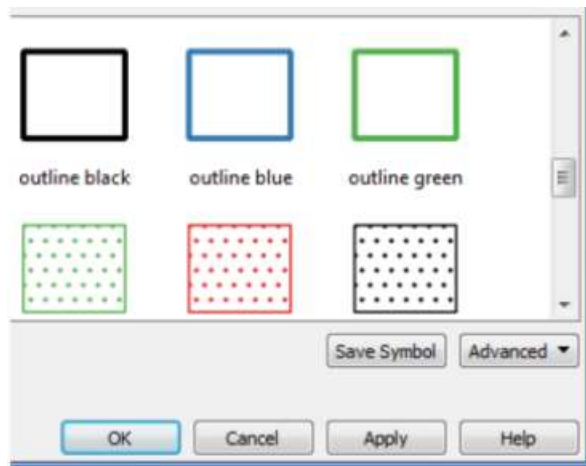 outline black outline blue outline green
Save Symbol Advanced
OK Cancel Apply Help